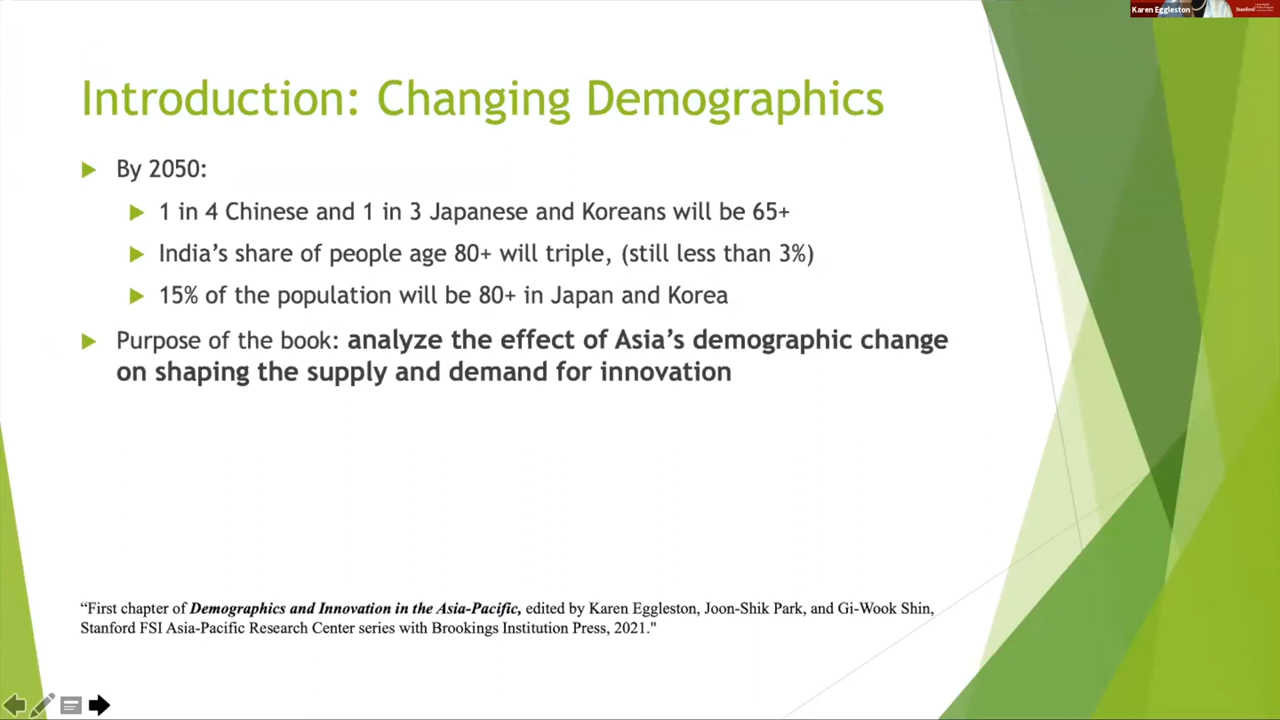 Karen Eggleston
Stanford
Introduction: Changing Demographics
By 2050:
1 in 4 Chinese and 1 in 3 Japanese and Koreans will be 65+
India's share of people age 80+ will triple, (still less than 3%)
15% of the population will be 80+ in Japan and Korea
Purpose of the book: analyze the effect of Asia's demographic change
on shaping the supply and demand for innovation
“First chapter of Demographics and Innovation in the Asia-Pacific, edited by Karen Eggleston, Joon-Shik Park, and Gi-Wook Shin,
Stanford FSI Asia-Pacific Research Center series with Brookings Institution Press, 2021."